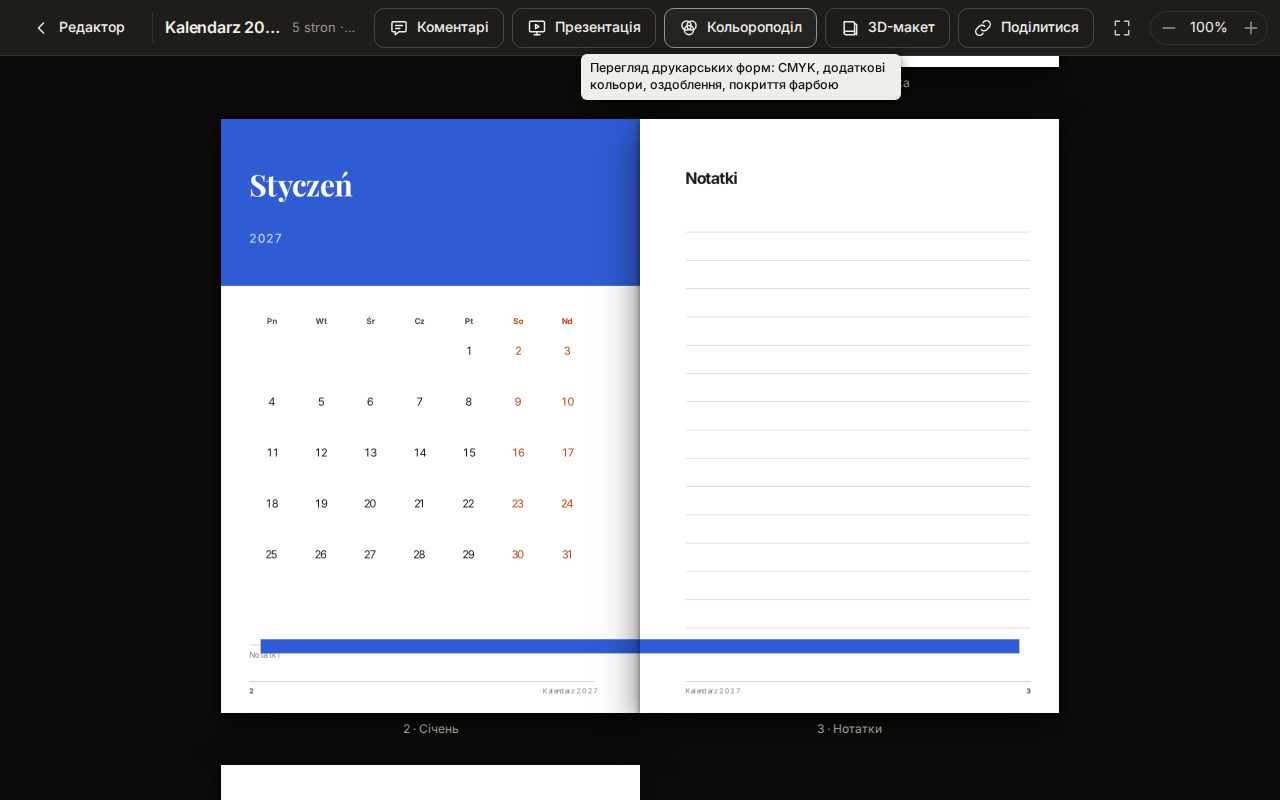 Редактор
Kalendarz 20…
5 stron ·…
Коментарі
Презентація
Кольороподіл
3D-макет
Поділитися
100%
Перегляд друкарських форм: CMYK, додаткові
кольори, оздоблення, покриття фарбою
Styczeń
2027
Pn Wt Śr Cz Pt So Nd
1 2 3
4 5 6 7 8 9 10
11 12 13 14 15 16 17
18 19 20 21 22 23 24
25 26 27 28 29 30 31
Notatki
2
Kalendarz 2027
Notatki
Kalendarz 2027
3
2 · Січень
3 · Нотатки